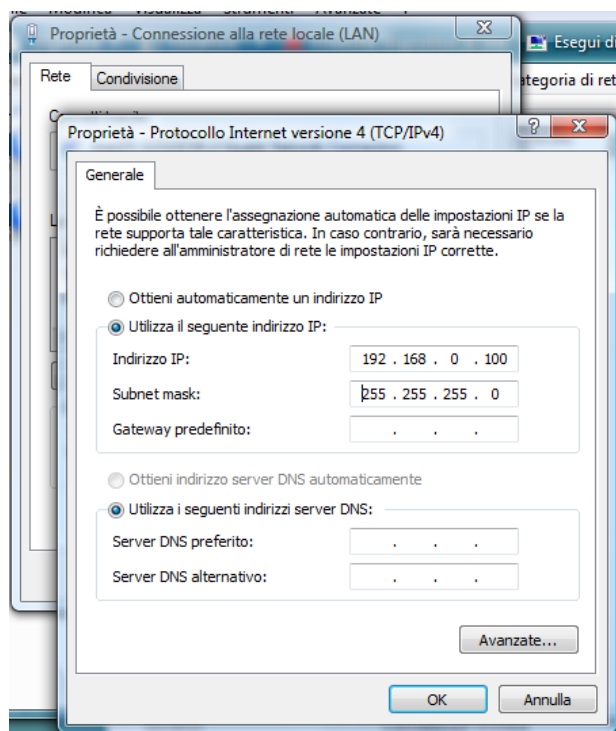 Proprietà - Connessione alla rete locale (LAN)
Esegui di
Rete
Condivisione
ategoria di ret
Proprietà - Protocollo Internet versione 4 (TCP/IPv4)
Generale
È possibile ottenere l'assegnazione automatica delle impostazioni IP se la
rete supporta tale caratteristica. In caso contrario, sarà necessario
richiedere all'amministratore di rete le impostazioni IP corrette.
Ottieni automaticamente un indirizzo IP
Utilizza il seguente indirizzo IP:
Indirizzo IP: 192 . 168 . 0 . 100
Subnet mask: 255 . 255 . 255 . 0
Gateway predefinito: . . .
Ottieni indirizzo server DNS automaticamente
Utilizza i seguenti indirizzi server DNS:
Server DNS preferito: . . .
Server DNS alternativo: . . .
Avanzate...
OK
Annulla